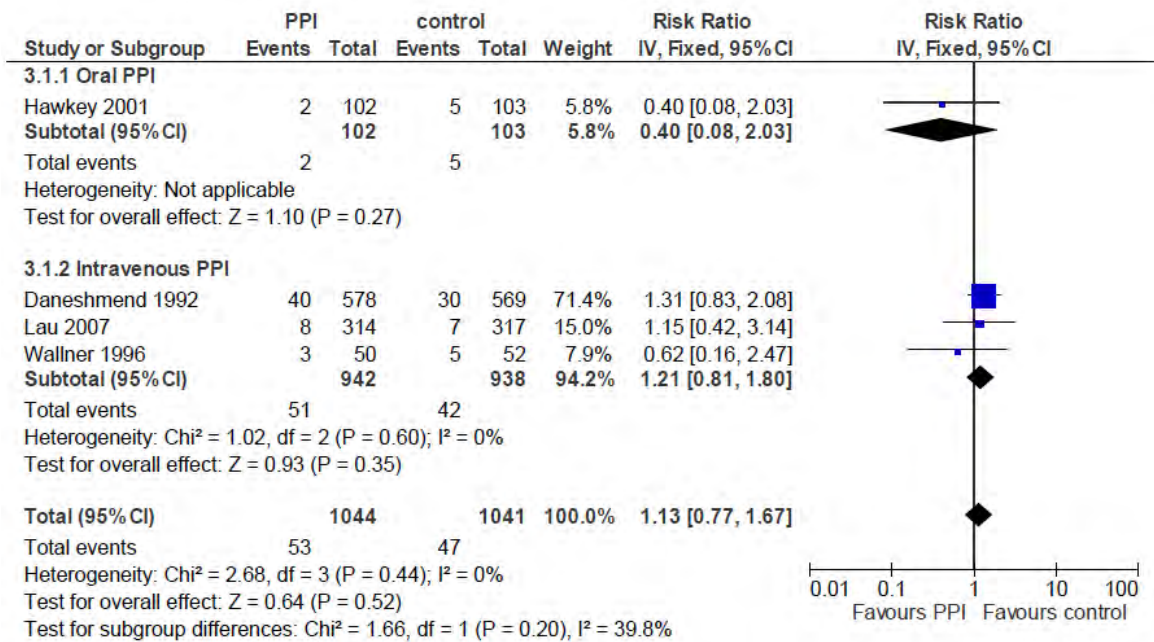 PPI control Risk Ratio Risk Ratio
Study or Subgroup Events Total Events Total Weight IV, Fixed, 95% CI IV, Fixed, 95% CI
3.1.1 Oral PPI
Hawkey 2001 2 102 5 103 5.8% 0.40 [0.08, 2.03]
Subtotal (95% CI) 102 103 5.8% 0.40 [0.08, 2.03]
Total events 2 5
Heterogeneity: Not applicable
Test for overall effect: Z = 1.10 (P = 0.27)
3.1.2 Intravenous PPI
Daneshmend 1992 40 578 30 569 71.4% 1.31 [0.83, 2.08]
Lau 2007 8 314 7 317 15.0% 1.15 [0.42, 3.14]
Wallner 1996 3 50 5 52 7.9% 0.62 [0.16, 2.47]
Subtotal (95% CI) 942 938 94.2% 1.21 [0.81, 1.80]
Total events 51 42
Heterogeneity: Chi² = 1.02, df = 2 (P = 0.60); I² = 0%
Test for overall effect: Z = 0.93 (P = 0.35)
Total (95% CI) 1044 1041 100.0% 1.13 [0.77, 1.67]
Total events 53 47
Heterogeneity: Chi² = 2.68, df = 3 (P = 0.44); I² = 0%
Test for overall effect: Z = 0.64 (P = 0.52)
Test for subgroup differences: Chi² = 1.66, df = 1 (P = 0.20), I² = 39.8%
0.01 0.1 1 10 100
Favours PPI Favours control